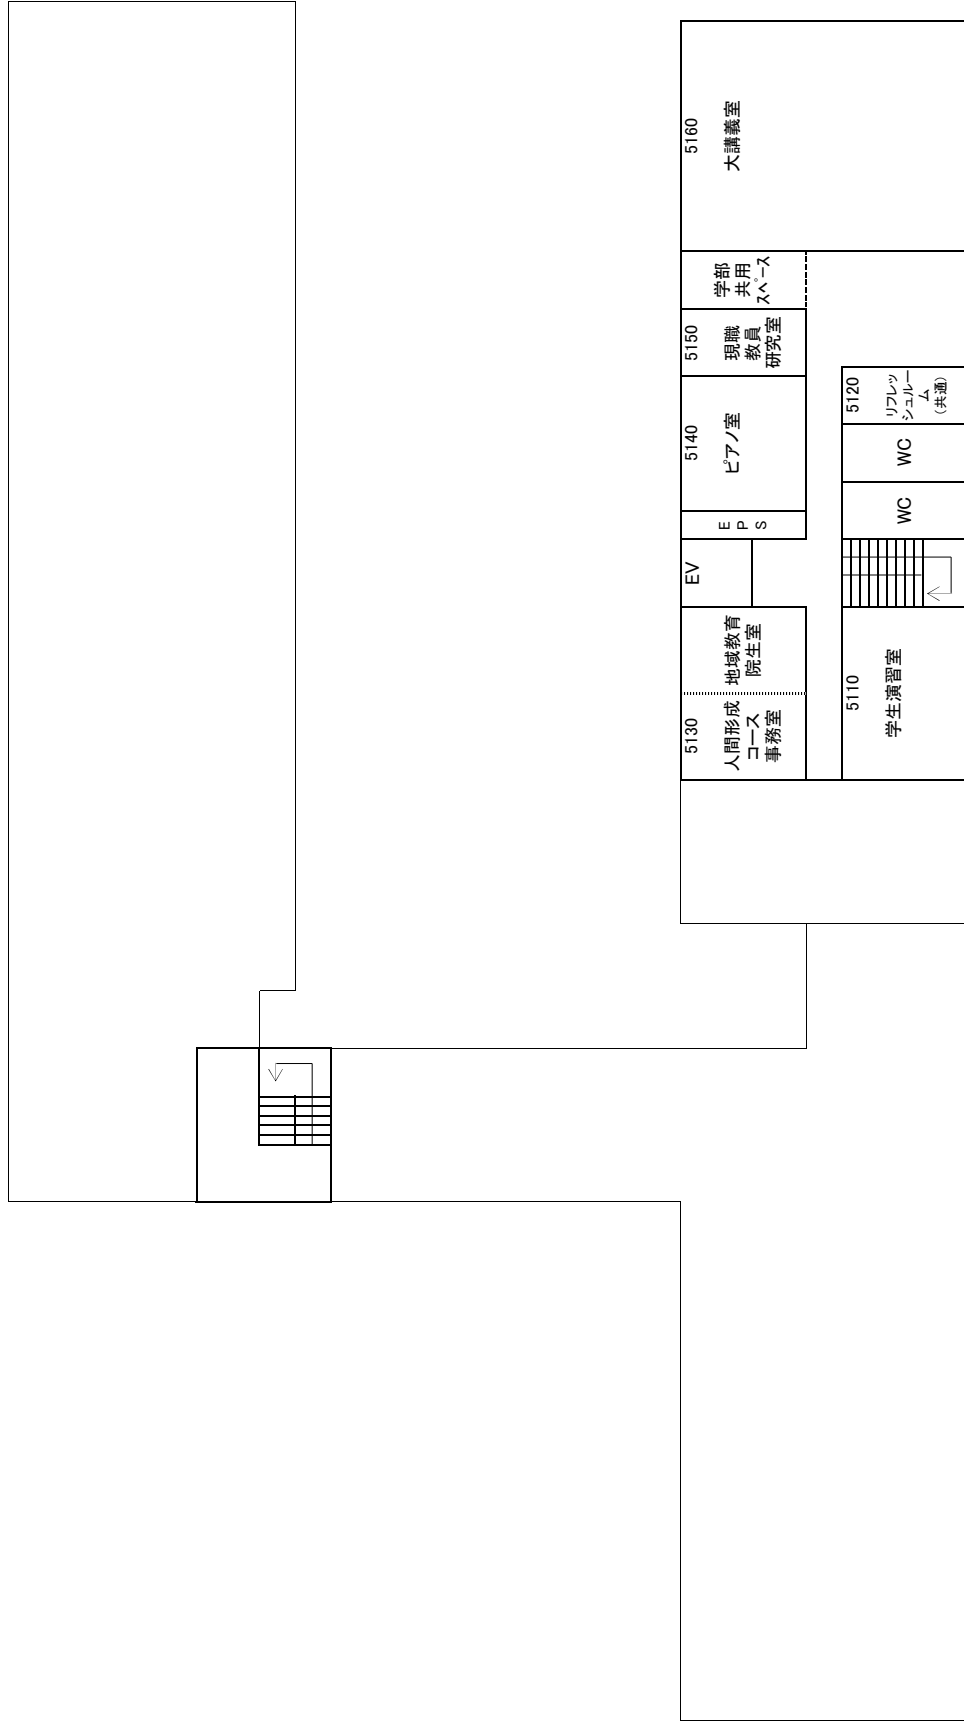 5130
人間形成
コース
事務室
地域教育
院生室
EV
E
P
S
5140
ピアノ室
5150
現職
教員
研究室
学部
共用
スペース
5160
大講義室
5110
学生演習室
WC
WC
5120
リフレッ
シュルー
ム
(共通)